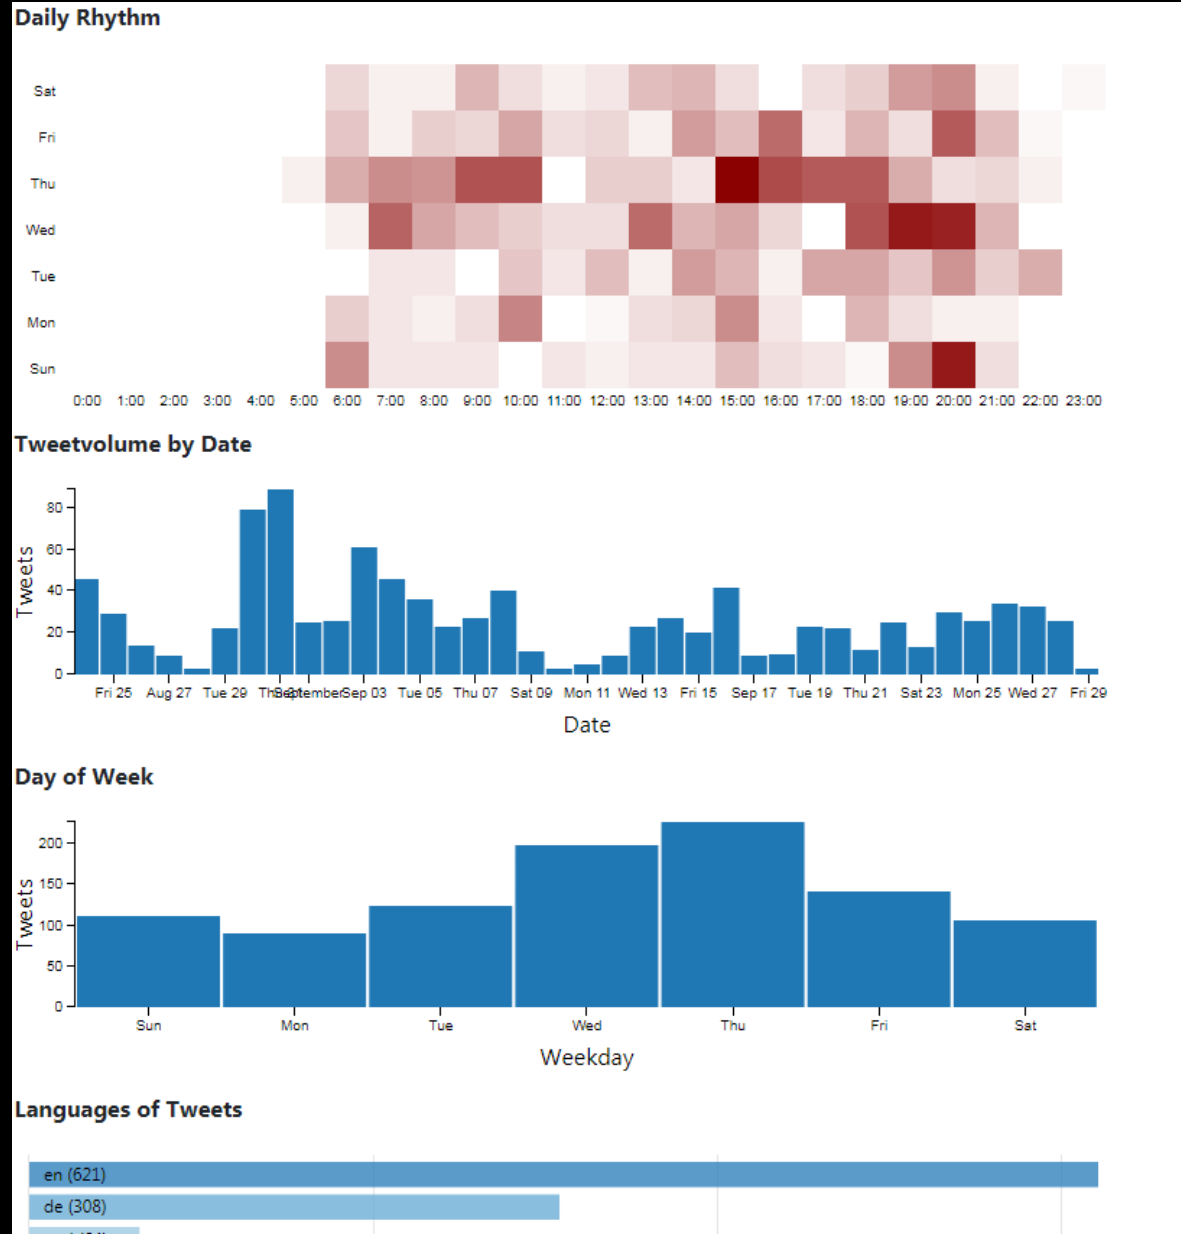 Daily Rhythm
Sat
Fri
Thu
Wed
Tue
Mon
Sun
0:00 1:00 2:00 3:00 4:00 5:00 6:00 7:00 8:00 9:00 10:00 11:00 12:00 13:00 14:00 15:00 16:00 17:00 18:00 19:00 20:00 21:00 22:00 23:00
Tweetvolume by Date
80
60
40
20
0
Tweets
Fri 25 Aug 27 Tue 29 September Sep 03 Tue 05 Thu 07 Sat 09 Mon 11 Wed 13 Fri 15 Sep 17 Tue 19 Thu 21 Sat 23 Mon 25 Wed 27 Fri 29
Date
Day of Week
200
150
100
50
0
Tweets
Sun Mon Tue Wed Thu Fri Sat
Weekday
Languages of Tweets
en (621)
de (308)